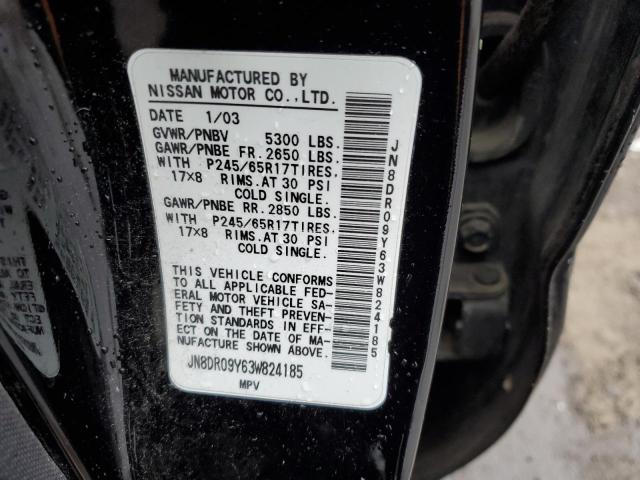 MANUFACTURED BY
NISSAN MOTOR CO.,LTD.
DATE 1/03
GVWR/PNBV 5300 LBS.
GAWR/PNBE FR. 2650 LBS.
WITH P245/65R17TIRES.
17X8 RIMS.AT 30 PSI
COLD SINGLE.
GAWR/PNBE RR. 2850 LBS.
WITH P245/65R17TIRES.
17X8 RIMS.AT 30 PSI
COLD SINGLE.
THIS VEHICLE CONFORMS
TO ALL APPLICABLE FED-
ERAL MOTOR VEHICLE SA-
FETY AND THEFT PREVEN-
TION STANDARDS IN EFF-
ECT ON THE DATE OF MA-
NUFACTURE SHOWN ABOVE.
JN8DR09Y63W824185
MPV
JN8DR09Y63W824185